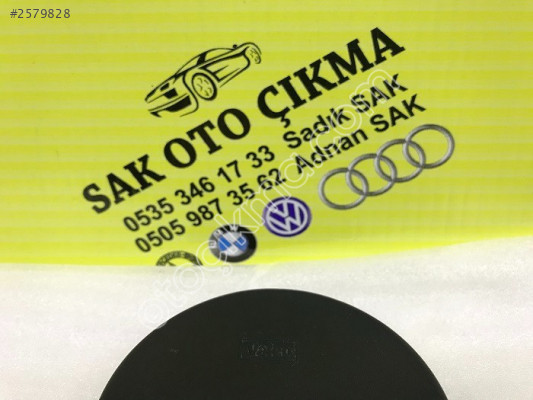 #2579828
SAK OTO ÇIKMA
0535 346 17 33 Sadık SAK
0505 987 35 62 Adnan SAK